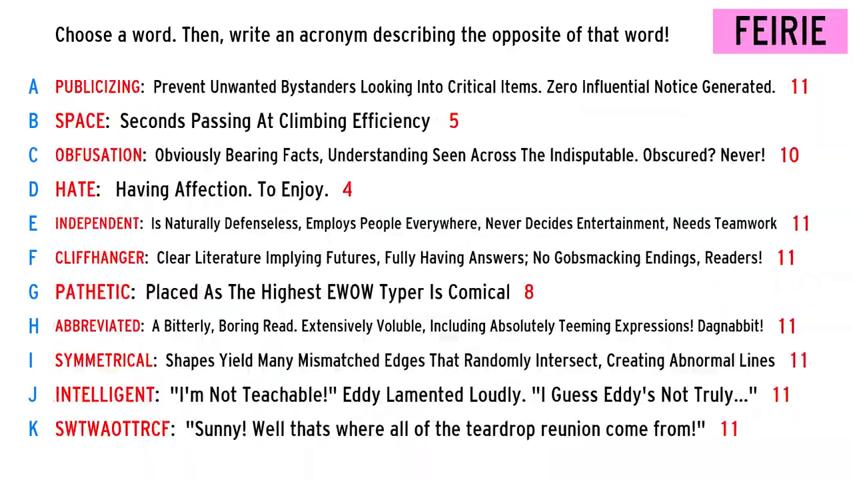 Choose a word. Then, write an acronym describing the opposite of that word!
FEIRIE
A PUBLICIZING: Prevent Unwanted Bystanders Looking Into Critical Items. Zero Influential Notice Generated. 11
B SPACE: Seconds Passing At Climbing Efficiency 5
C OBFUSATION: Obviously Bearing Facts, Understanding Seen Across The Indisputable. Obscured? Never! 10
D HATE: Having Affection. To Enjoy. 4
E INDEPENDENT: Is Naturally Defenseless, Employs People Everywhere, Never Decides Entertainment, Needs Teamwork 11
F CLIFFHANGER: Clear Literature Implying Futures, Fully Having Answers; No Gobsmacking Endings, Readers! 11
G PATHETIC: Placed As The Highest EWOW Typer Is Comical 8
H ABBREVIATED: A Bitterly, Boring Read. Extensively Voluble, Including Absolutely Teeming Expressions! Dagnabbit! 11
I SYMMETRICAL: Shapes Yield Many Mismatched Edges That Randomly Intersect, Creating Abnormal Lines 11
J INTELLIGENT: "I'm Not Teachable!" Eddy Lamented Loudly. "I Guess Eddy's Not Truly..." 11
K SWTWAOTTRCF: "Sunny! Well thats where all of the teardrop reunion come from!" 11